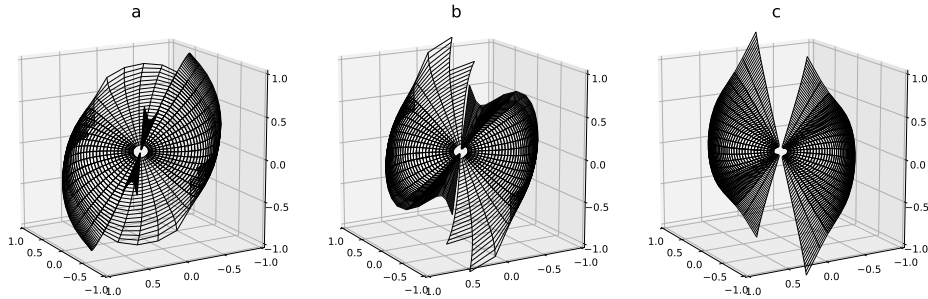 a b c
1.0 1.0 1.0
0.5 0.5 0.5
0.0 0.0 0.0
−0.5 −0.5 −0.5
1.0 −1.0 1.0 −1.0 1.0 −1.0
0.5 −1.0 0.5 −1.0 0.5 −1.0
0.0 −0.5 0.0 −0.5 0.0 −0.5
−0.5 0.0 −0.5 0.0 −0.5 0.0
0.5 0.5 0.5
−1.0 1.0 −1.0 1.0 −1.0 1.0